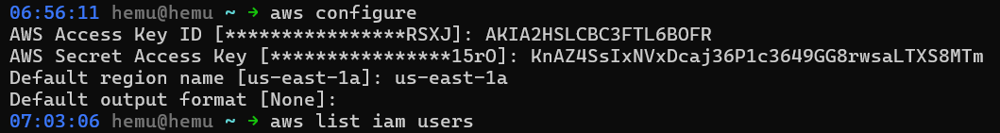 06:56:11 hemu@hemu ~ → aws configure
AWS Access Key ID [****************RSXJ]: AKIA2HSLCBC3FTL6BOFR
AWS Secret Access Key [****************15rO]: 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
Default region name [us-east-1a]: us-east-1a
Default output format [None]:
07:03:06 hemu@hemu ~ → aws list iam users